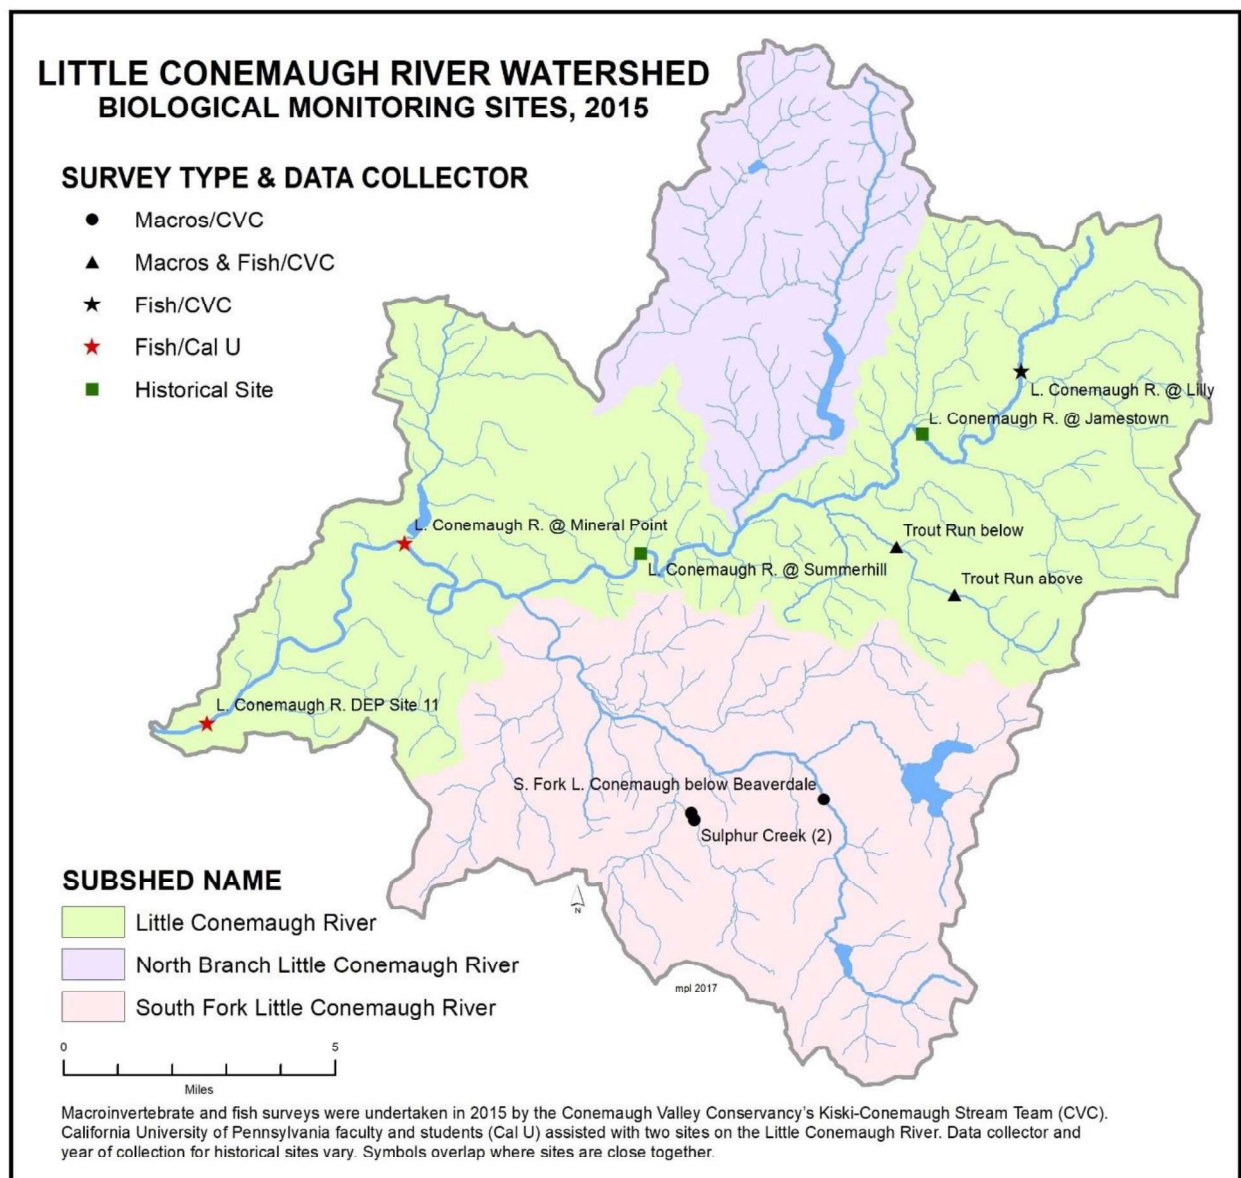 LITTLE CONEMAUGH RIVER WATERSHED
BIOLOGICAL MONITORING SITES, 2015
SURVEY TYPE & DATA COLLECTOR
Macros/CVC
Macros & Fish/CVC
Fish/CVC
Fish/Cal U
Historical Site
L. Conemaugh R. @ Lilly
L. Conemaugh R. @ Jamestown
L. Conemaugh R. @ Mineral Point
Trout Run below
L. Conemaugh R. @ Summerhill
Trout Run above
L. Conemaugh R. DEP Site 11
S. Fork L. Conemaugh below Beaverdale
Sulphur Creek (2)
N
mpl 2017
SUBSHED NAME
Little Conemaugh River
North Branch Little Conemaugh River
South Fork Little Conemaugh River
0 5
Miles
Macroinvertebrate and fish surveys were undertaken in 2015 by the Conemaugh Valley Conservancy's Kiski-Conemaugh Stream Team (CVC).
California University of Pennsylvania faculty and students (Cal U) assisted with two sites on the Little Conemaugh River. Data collector and
year of collection for historical sites vary. Symbols overlap where sites are close together.